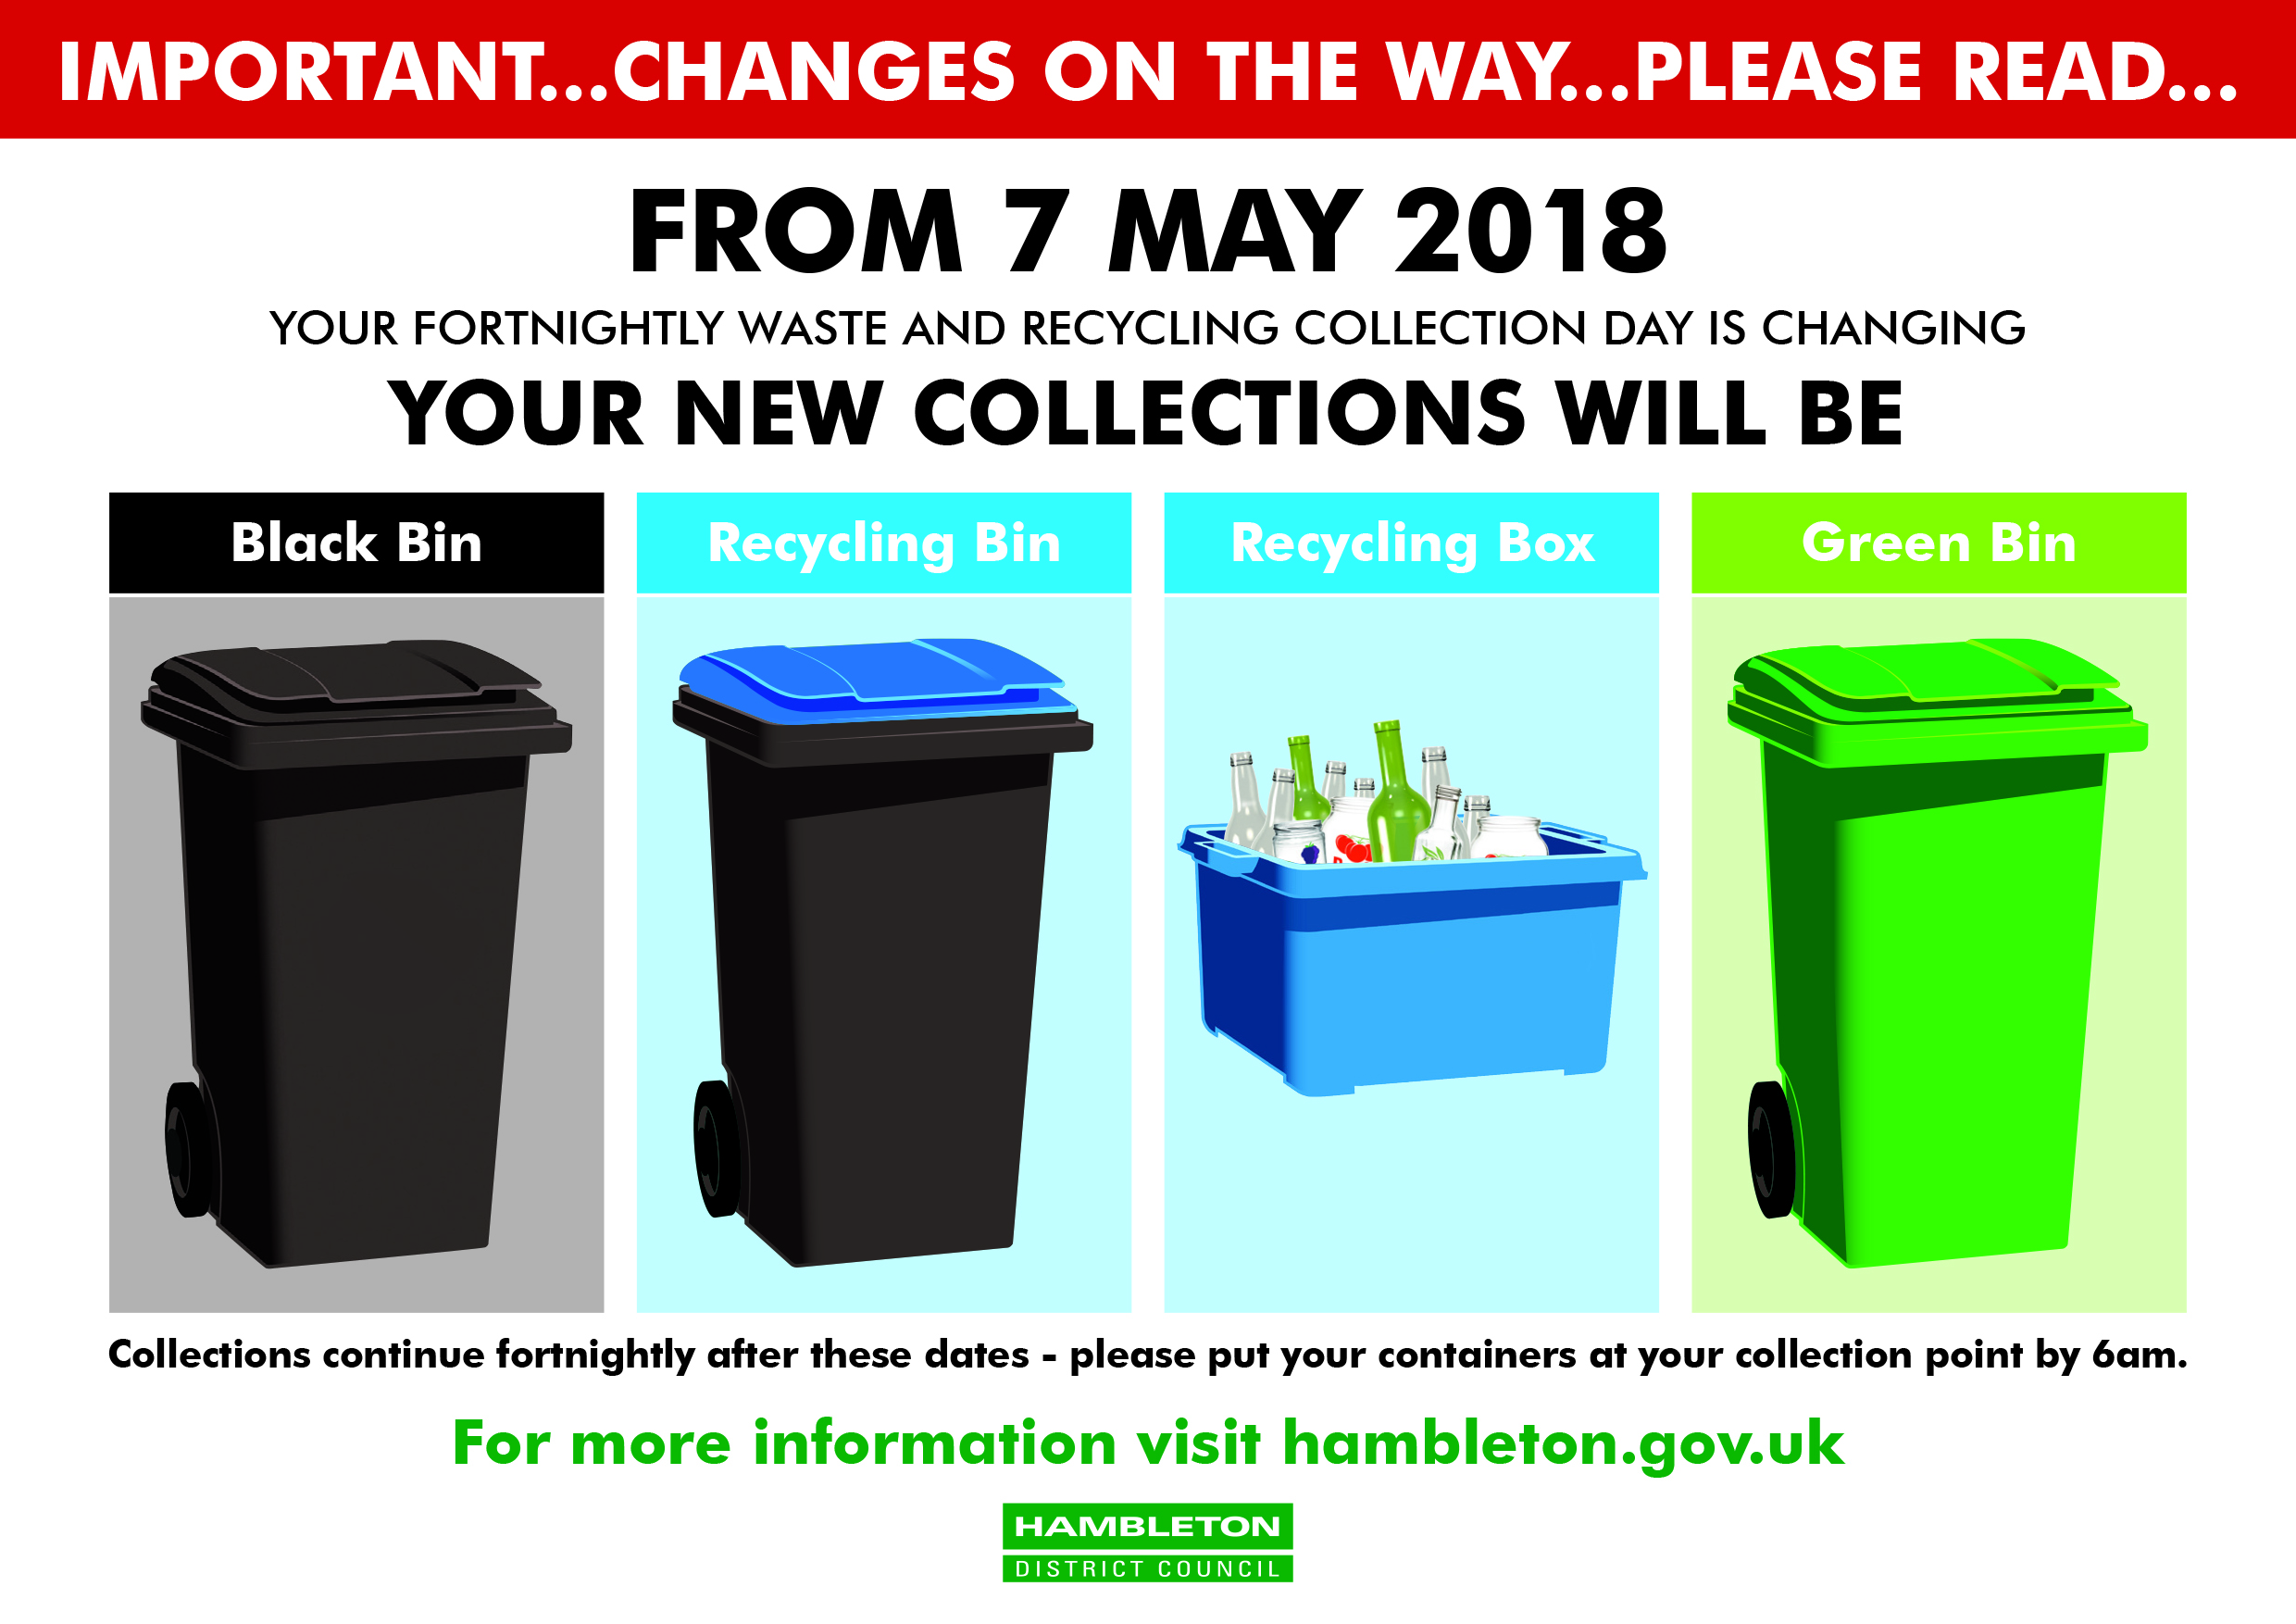 IMPORTANT...CHANGES ON THE WAY...PLEASE READ...
FROM 7 MAY 2018
YOUR FORTNIGHTLY WASTE AND RECYCLING COLLECTION DAY IS CHANGING
YOUR NEW COLLECTIONS WILL BE
Black Bin
Recycling Bin
Recycling Box
Green Bin
Collections continue fortnightly after these dates - please put your containers at your collection point by 6am.
For more information visit hambleton.gov.uk
HAMBLETON
DISTRICT COUNCIL